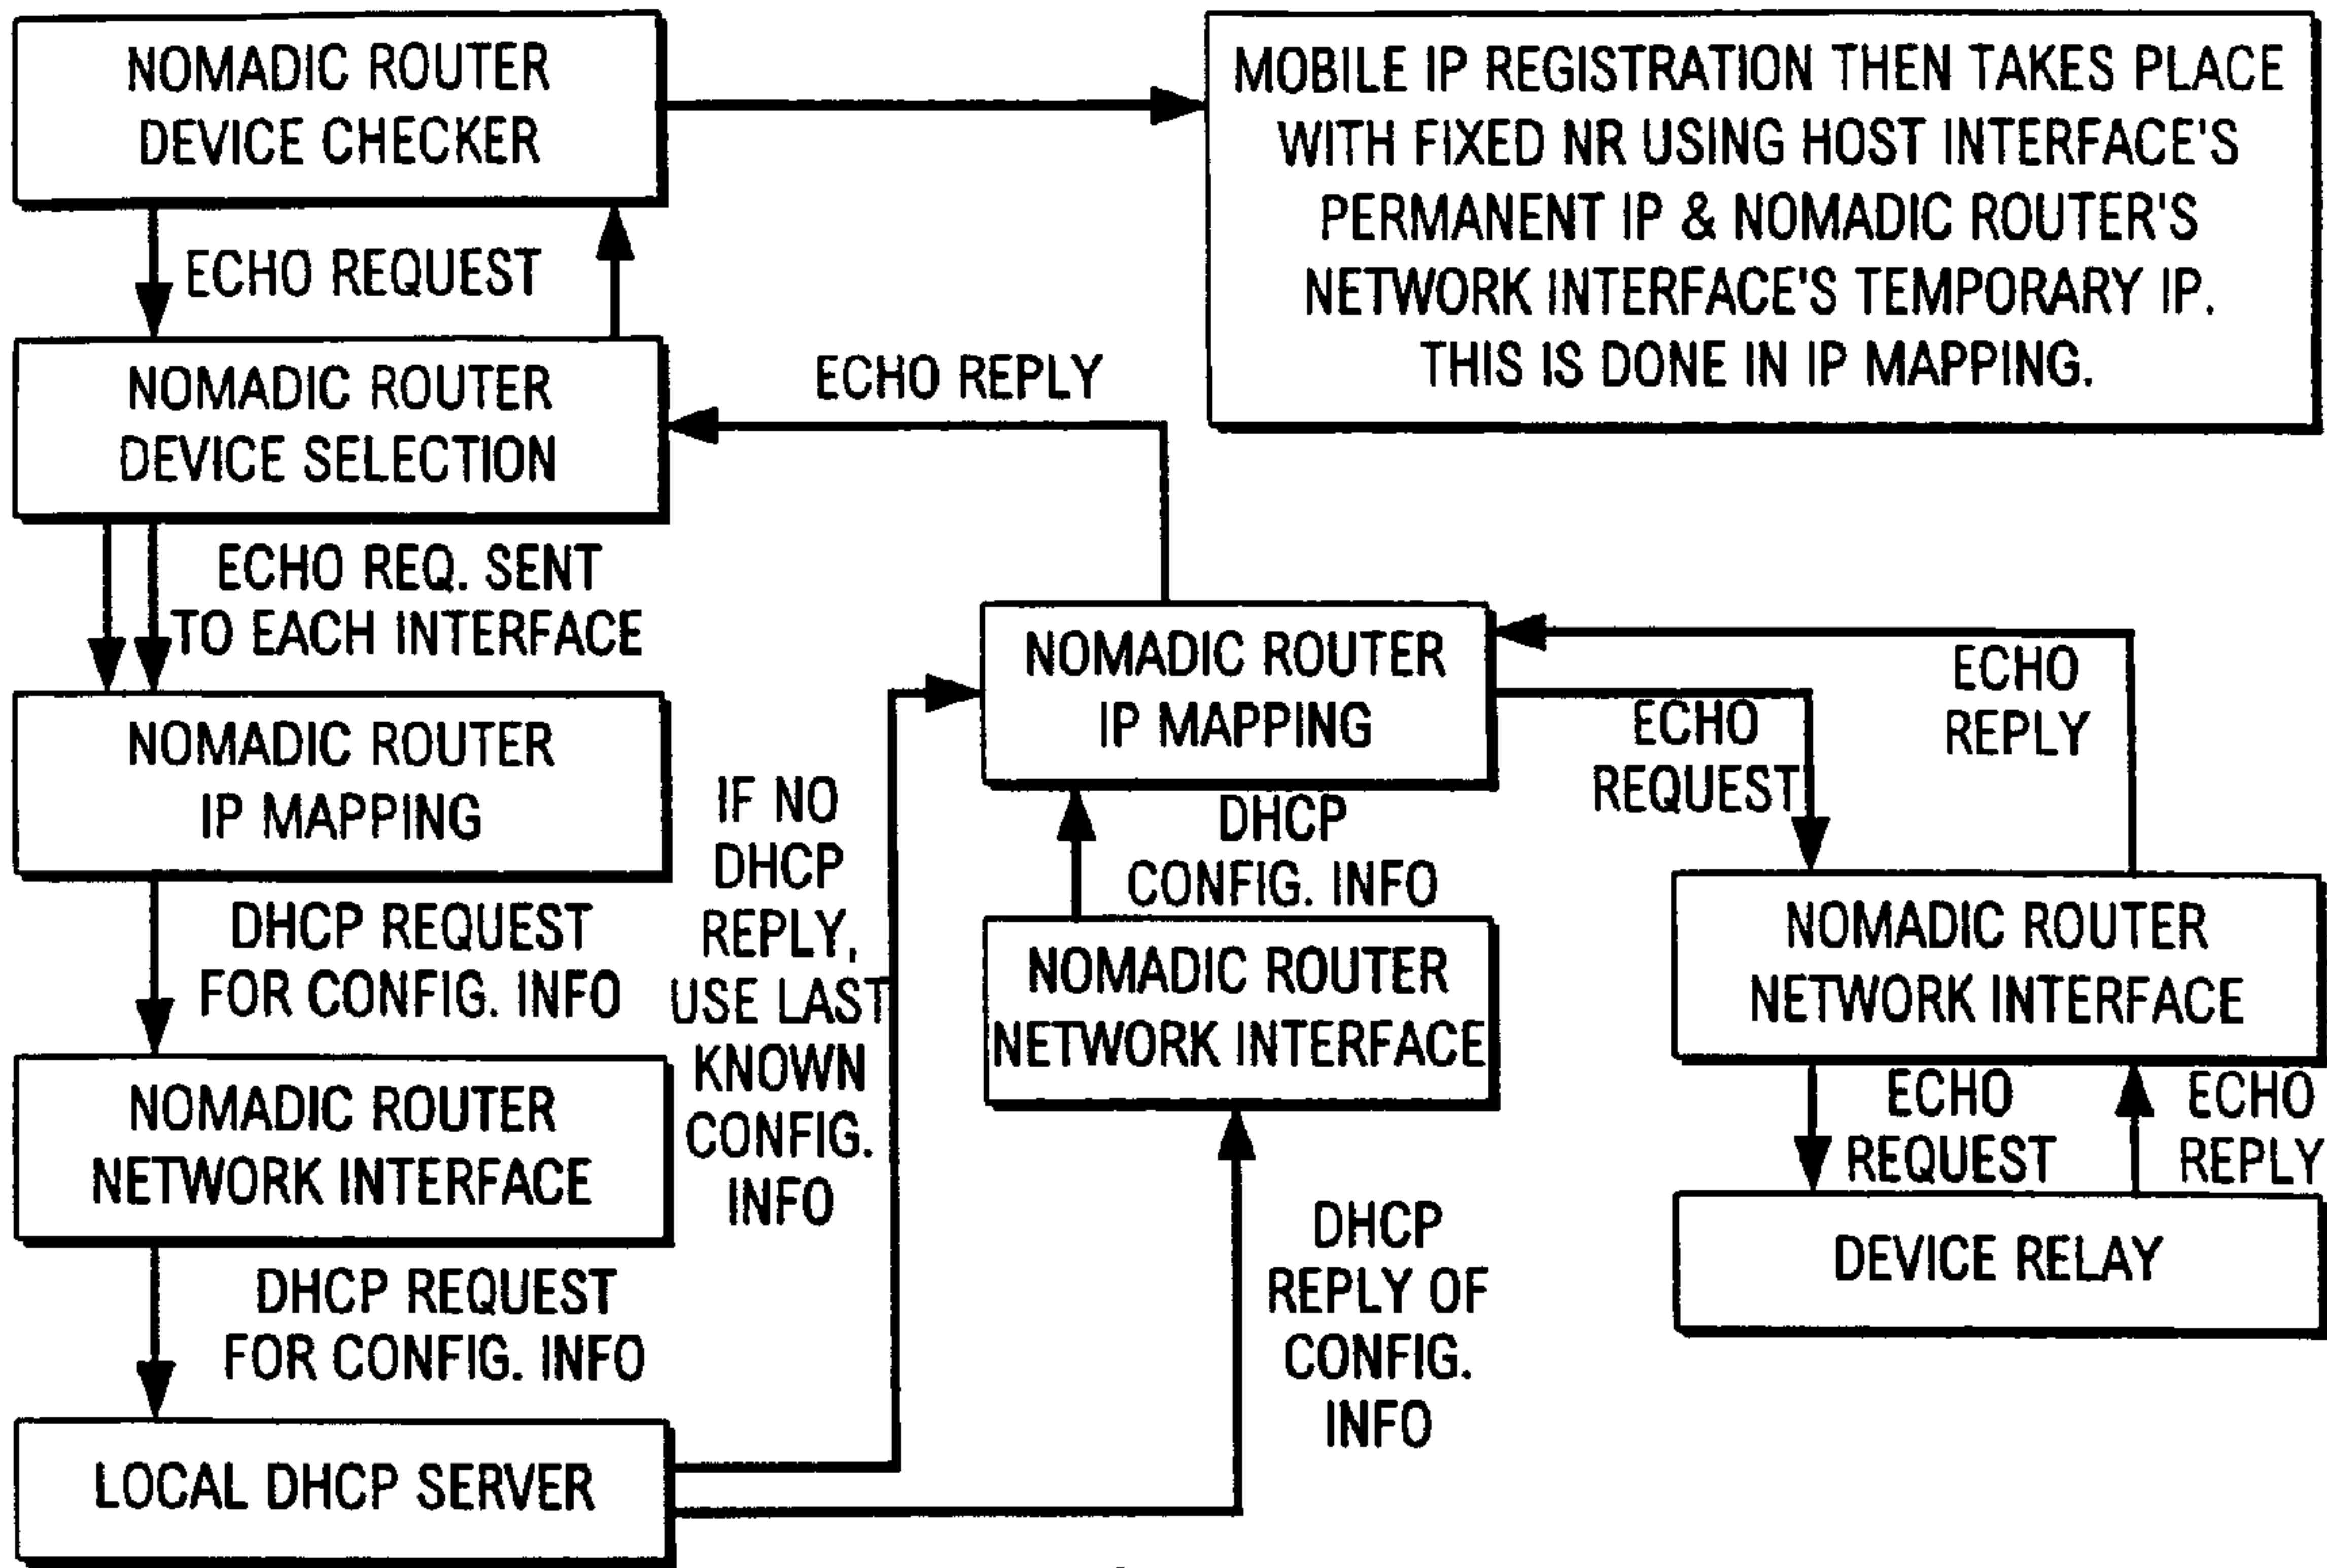 NOMADIC ROUTER
DEVICE CHECKER
MOBILE IP REGISTRATION THEN TAKES PLACE
WITH FIXED NR USING HOST INTERFACE'S
PERMANENT IP & NOMADIC ROUTER'S
NETWORK INTERFACE'S TEMPORARY IP.
THIS IS DONE IN IP MAPPING.
ECHO REQUEST
NOMADIC ROUTER
DEVICE SELECTION
ECHO REPLY
ECHO REQ. SENT
TO EACH INTERFACE
NOMADIC ROUTER
IP MAPPING
DHCP REQUEST
FOR CONFIG. INFO
NOMADIC ROUTER
NETWORK INTERFACE
DHCP REQUEST
FOR CONFIG. INFO
LOCAL DHCP SERVER
IF NO
DHCP
REPLY,
USE LAST
KNOWN
CONFIG.
INFO
NOMADIC ROUTER
IP MAPPING
DHCP
CONFIG. INFO
NOMADIC ROUTER
NETWORK INTERFACE
DHCP
REPLY OF
CONFIG.
INFO
ECHO
REQUEST
ECHO
REPLY
NOMADIC ROUTER
NETWORK INTERFACE
ECHO
REQUEST
ECHO
REPLY
DEVICE RELAY